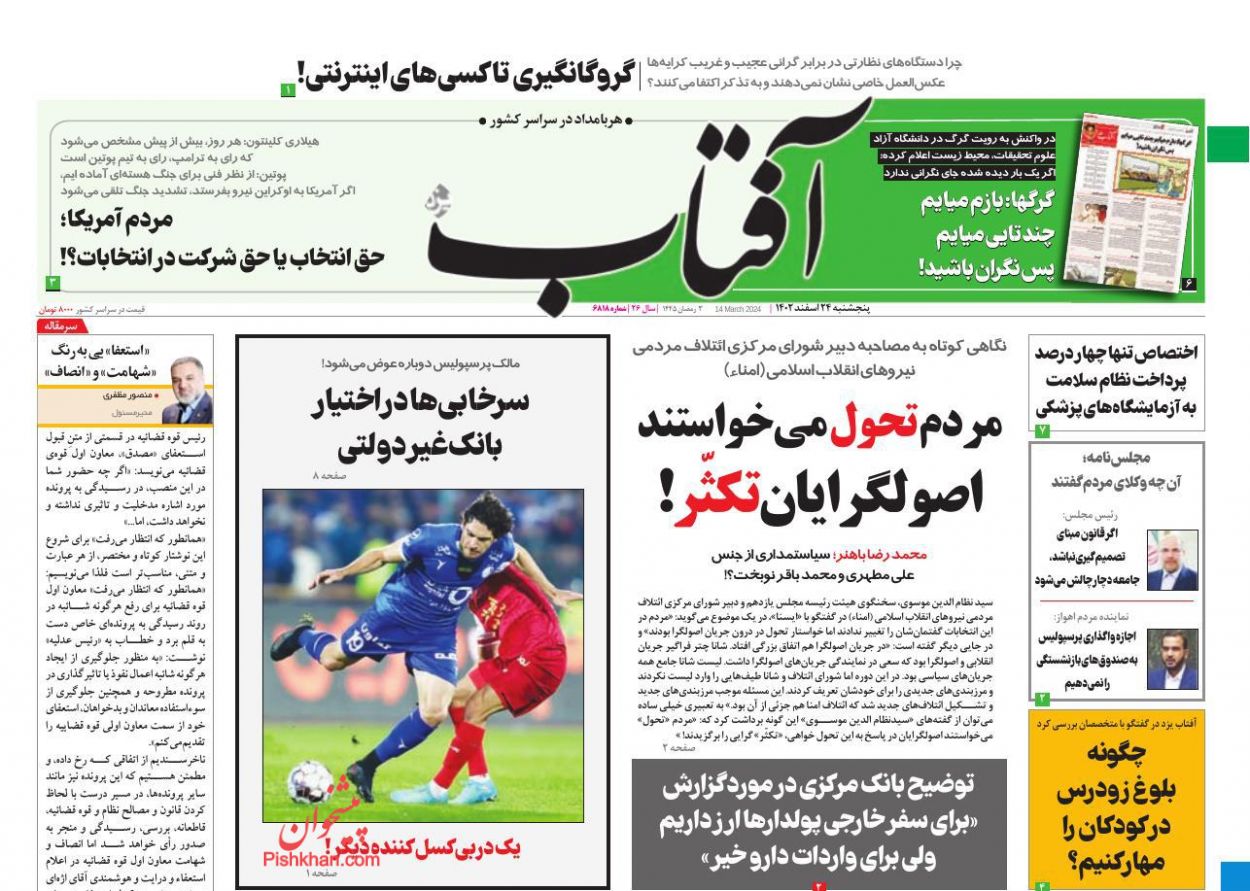 چرا دستگاه‌های نظارتی در برابر گرانی عجیب و غریب کرایه‌ها
عکس‌العمل خاصی نشان نمی‌دهند و به تذکر اکتفا می‌کنند؟
گروگانگیری تاکسی‌های اینترنتی!
۱
هر بامداد در سراسر کشور
آفتاب
یزد
در واکنش به رویت گرگ در دانشگاه آزاد
علوم تحقیقات، محیط زیست اعلام کرده:
اگر یک بار دیده شده جای نگرانی ندارد
گرگها: بازم میایم
چندتایی میایم
پس نگران باشید!
۶
هیلاری کلینتون: هر روز، بیش از پیش مشخص می‌شود
که رای به ترامپ، رای به تیم پوتین است
پوتین: از نظر فنی برای جنگ هسته‌ای آماده ایم،
اگر آمریکا به اوکراین نیرو بفرستد، تشدید جنگ تلقی می‌شود
مردم آمریکا؛
حق انتخاب یا حق شرکت در انتخابات؟!
۳
پنجشنبه ۲۴ اسفند ۱۴۰۲ | 14 March 2024 ۳ رمضان ۱۴۴۵ | سال ۲۶ | شماره ۶۸۱۸
قیمت در سراسر کشور ۸۰۰۰ تومان
اختصاص تنها چهار درصد
پرداخت نظام سلامت
به آزمایشگاه‌های پزشکی
۷
مجلس‌نامه؛
آن چه وکلای مردم گفتند
رئیس مجلس:
اگر قانون مبنای
تصمیم‌گیری نباشد،
جامعه دچار چالش می‌شود
نماینده مردم اهواز:
اجازه واگذاری پرسپولیس
به صندوق‌های بازنشستگی
را نمی‌دهیم
۲
آفتاب یزد در گفتگو با متخصصان بررسی کرد
چگونه
بلوغ زودرس
در کودکان را
مهار کنیم؟
۴
نگاهی کوتاه به مصاحبه دبیر شورای مرکزی ائتلاف مردمی
نیروهای انقلاب اسلامی (امناء)
مردم تحول می‌خواستند
اصولگرایان تکثّر!
محمد رضا باهنر؛ سیاستمداری از جنس
علی مطهری و محمد باقر نوبخت؟!
سید نظام الدین موسوی، سخنگوی هیئت رئیسه مجلس یازدهم و دبیر شورای مرکزی ائتلاف
مردمی نیروهای انقلاب اسلامی (امناء) در گفتگو با «ایسنا»، در یک موضوع می‌گوید: «مردم در
این انتخابات گفتمان‌شان را تغییر ندادند اما خواستار تحول در درون جریان اصولگرا بودند» و
در جایی دیگر گفته است: «در جریان اصولگرا هم اتفاق بزرگی افتاد. شانا چتر فراگیر جریان
انقلابی و اصولگرا بود که سعی در نمایندگی جریان‌های اصولگرا داشت. لیست شانا جامع همه
جریان‌های سیاسی بود. در این دوره اما شورای ائتلاف و شانا طیف‌هایی را وارد لیست نکردند
و مرزبندی‌های جدیدی را برای خودشان تعریف کردند. این مسئله موجب مرزبندی‌های جدید
و تشکیل ائتلاف‌های جدید شد که ائتلاف امنا هم جزئی از آن بود.» به تعبیری خیلی ساده
می‌توان از گفته‌های «سیدنظام الدین موسوی» این گونه برداشت کرد که: «مردم «تحول»
می‌خواستند اصولگرایان در پاسخ به این تحول خواهی، «تکثّر» گرایی را برگزیدند!»
صفحه ۲
توضیح بانک مرکزی در مورد گزارش
«برای سفر خارجی پولدارها ارز داریم
ولی برای واردات دارو خیر»
۲
مالک پرسپولیس دوباره عوض می‌شود!
سرخابی‌ها در اختیار
بانک غیر دولتی
صفحه ۸
یک دربی کسل کننده دیگر!
صفحه ۱
پیشخوان
Pishkhan.com
سرمقاله
«استعفا» یی به رنگ
«شهامت» و «انصاف»
منصور مظفری
مدیرمسئول
رئیس قوه قضائیه در قسمتی از متن قبول
استعفای «مصدق»، معاون اول قوه‌ی
قضائیه می‌نویسد: «اگر چه حضور شما
در این منصب، در رسیدگی به پرونده
مورد اشاره مدخلیت و تاثیری نداشته و
نخواهد داشت، اما...»
«همانطور که انتظار می‌رفت» برای شروع
این نوشتار کوتاه و مختصر، از هر عبارت
و متنی، مناسب‌تر است فلذا می‌نویسیم:
«همانطور که انتظار می‌رفت» معاون اول
قوه قضائیه برای رفع هرگونه شائبه در
روند رسیدگی به پرونده‌ای خاص دست
به قلم برد و خطاب به «رئیس عدلیه»
نوشست: «به منظور جلوگیری از ایجاد
هرگونه شائبه اعمال نفوذ یا تاثیرگذاری در
پرونده مطروحه و همچنین جلوگیری از
سوءاستفاده معاندان و بدخواهان، استعفای
خود از سمت معاون اولی قوه قضاییه را
تقدیم می‌کنم».
ناخرسندیم از اتفاقی که رخ داده، و
مطمئن هستیم که این پرونده نیز مانند
سایر پرونده‌ها، در مسیر درست با لحاظ
کردن قانون و مصالح نظام و قوه قضائیه،
قاطعانه، بررسی، رسیدگی و منجر به
صدور رأی خواهد شد اما انصاف و
شهامت معاون اول قوه قضائیه در اعلام
استعفاء و درایت و هوشمندی آقای اژه‌ای